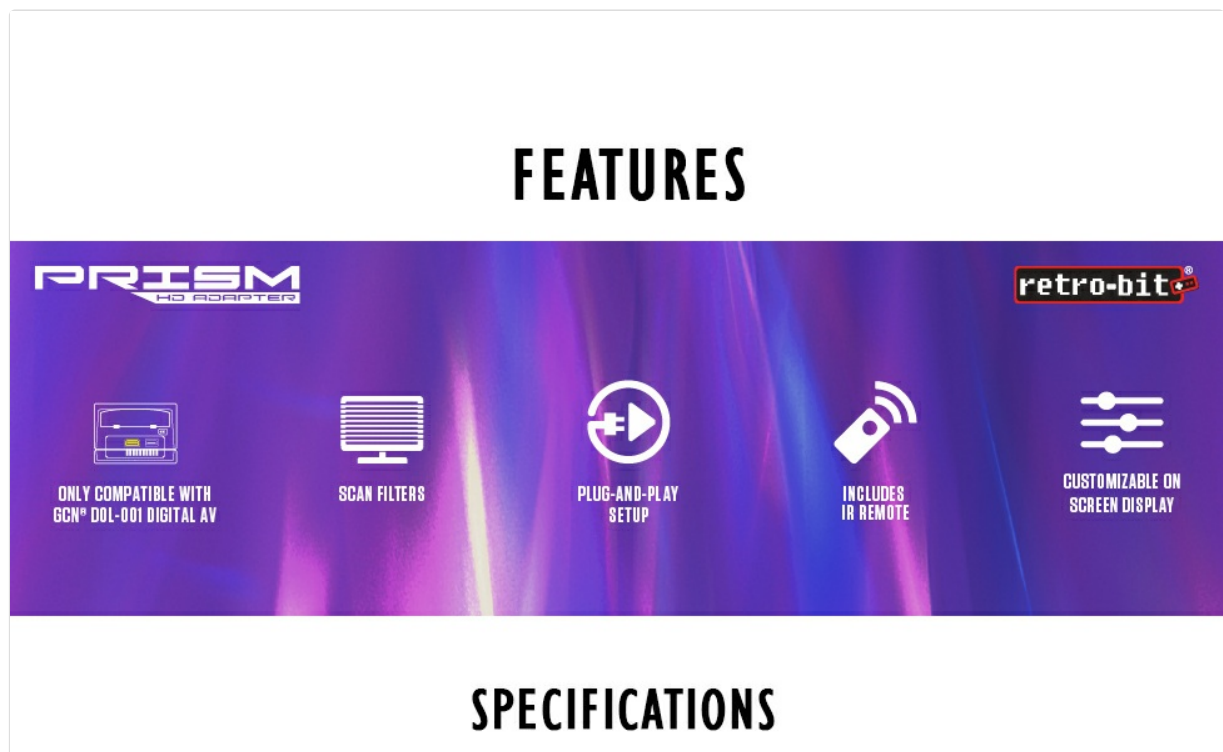 FEATURES
PRISM
HD ADAPTER
retro-bit®
ONLY COMPATIBLE WITH
GCN® DOL-001 DIGITAL AV
SCAN FILTERS
PLUG-AND-PLAY
SETUP
INCLUDES
IR REMOTE
CUSTOMIZABLE ON
SCREEN DISPLAY
SPECIFICATIONS